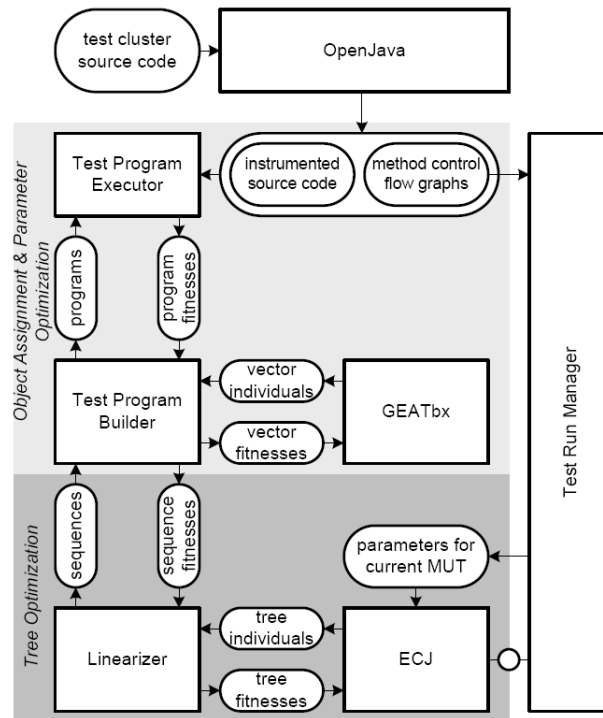 test cluster
source code
OpenJava
Object Assignment & Parameter
Optimization
Test Program
Executor
instrumented
source code
method control
flow graphs
programs
program
fitnesses
Test Program
Builder
vector
individuals
vector
fitnesses
GEATbx
Test Run Manager
Tree Optimization
sequences
sequence
fitnesses
parameters for
current MUT
Linearizer
tree
individuals
tree
fitnesses
ECJ